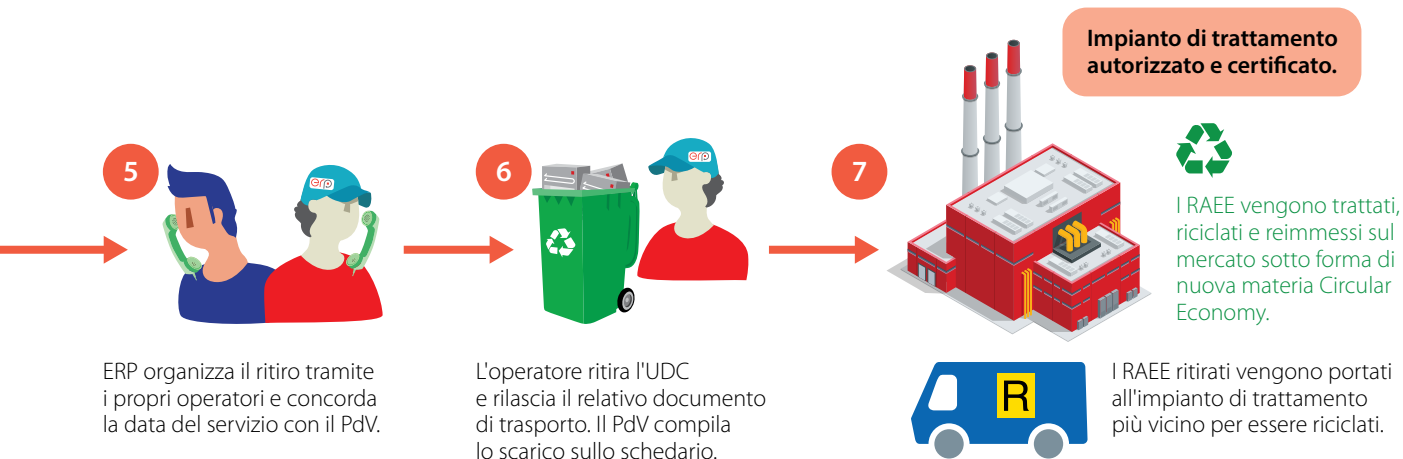 Impianto di trattamento
autorizzato e certificato.
5
erp
ERP organizza il ritiro tramite
i propri operatori e concorda
la data del servizio con il PdV.
6
erp
L'operatore ritira l'UDC
e rilascia il relativo documento
di trasporto. Il PdV compila
lo scarico sullo schedario.
7
I RAEE vengono trattati,
riciclati e reimmessi sul
mercato sotto forma di
nuova materia Circular
Economy.
R
I RAEE ritirati vengono portati
all'impianto di trattamento
più vicino per essere riciclati.